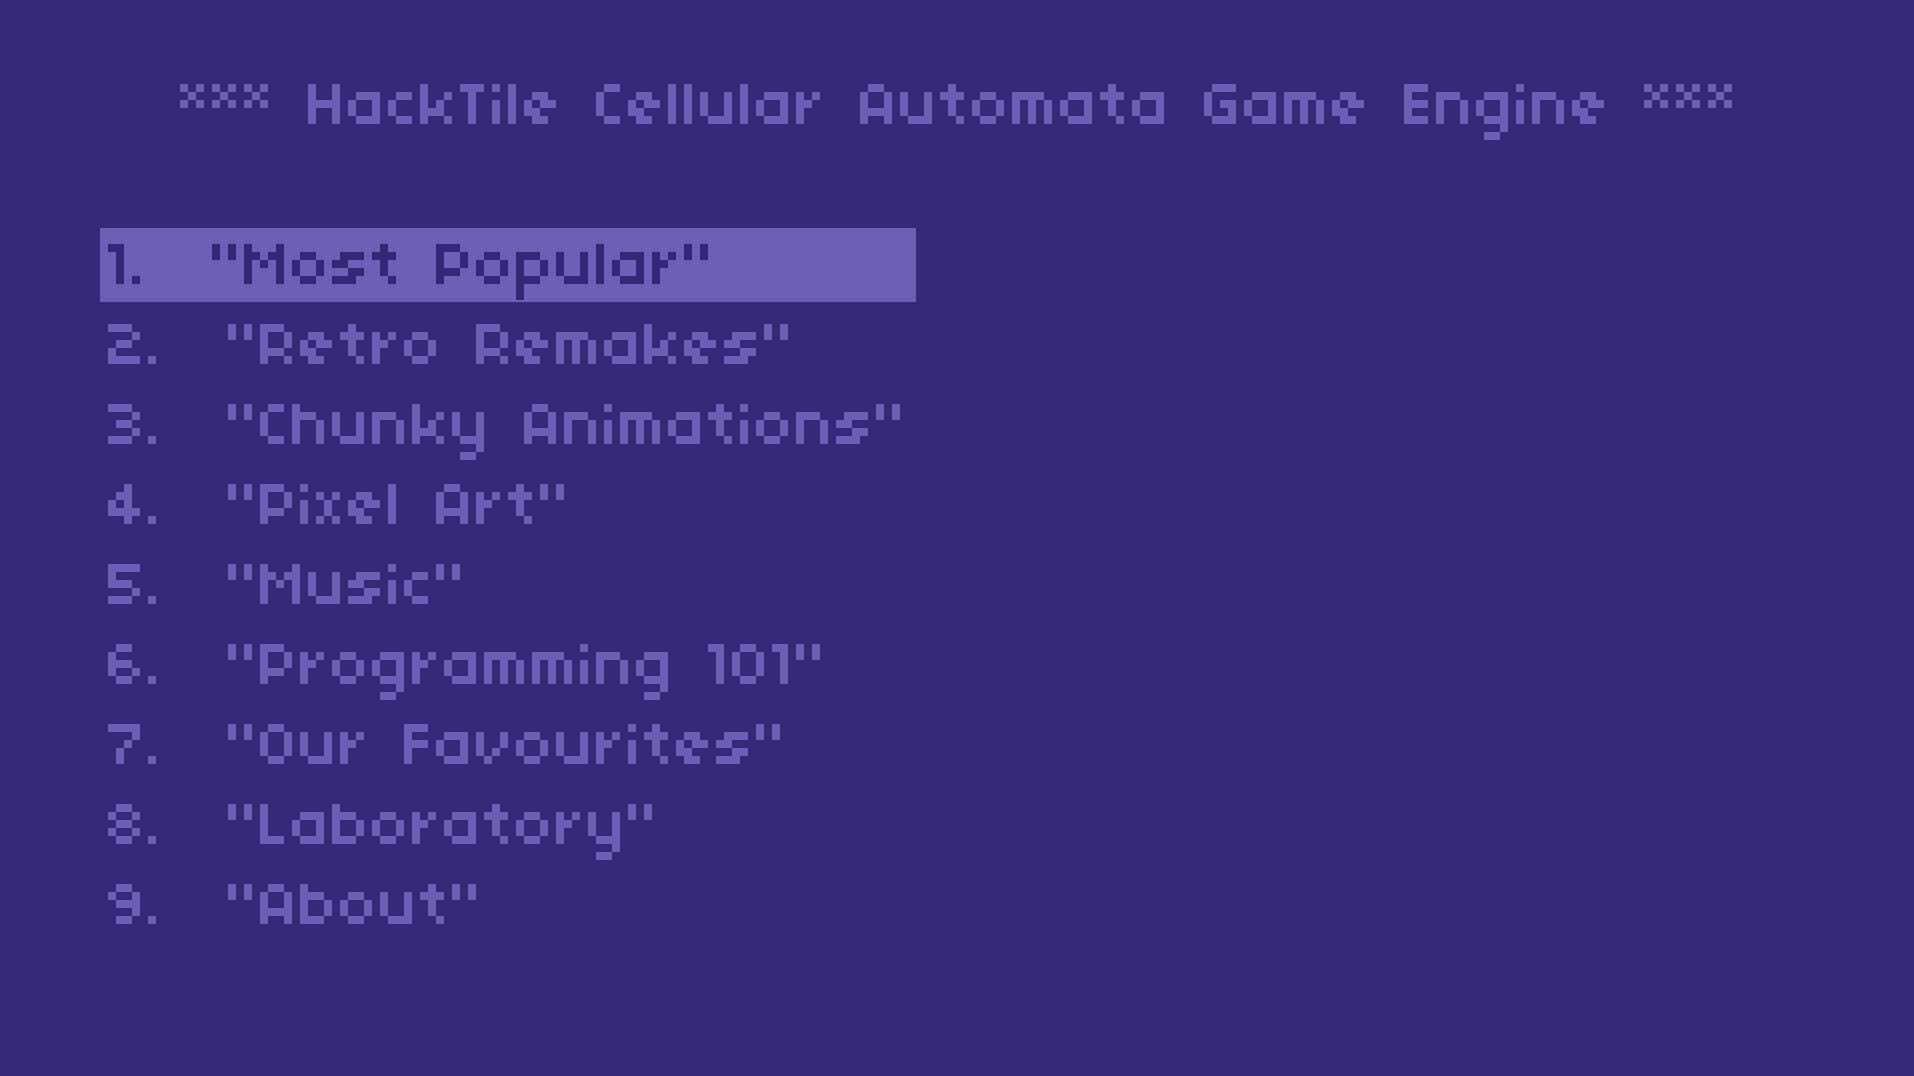 *** HackTile Cellular Automata Game Engine ***
1. "Most Popular"
2. "Retro Remakes"
3. "Chunky Animations"
4. "Pixel Art"
5. "Music"
6. "Programming 101"
7. "Our Favourites"
8. "Laboratory"
9. "About"